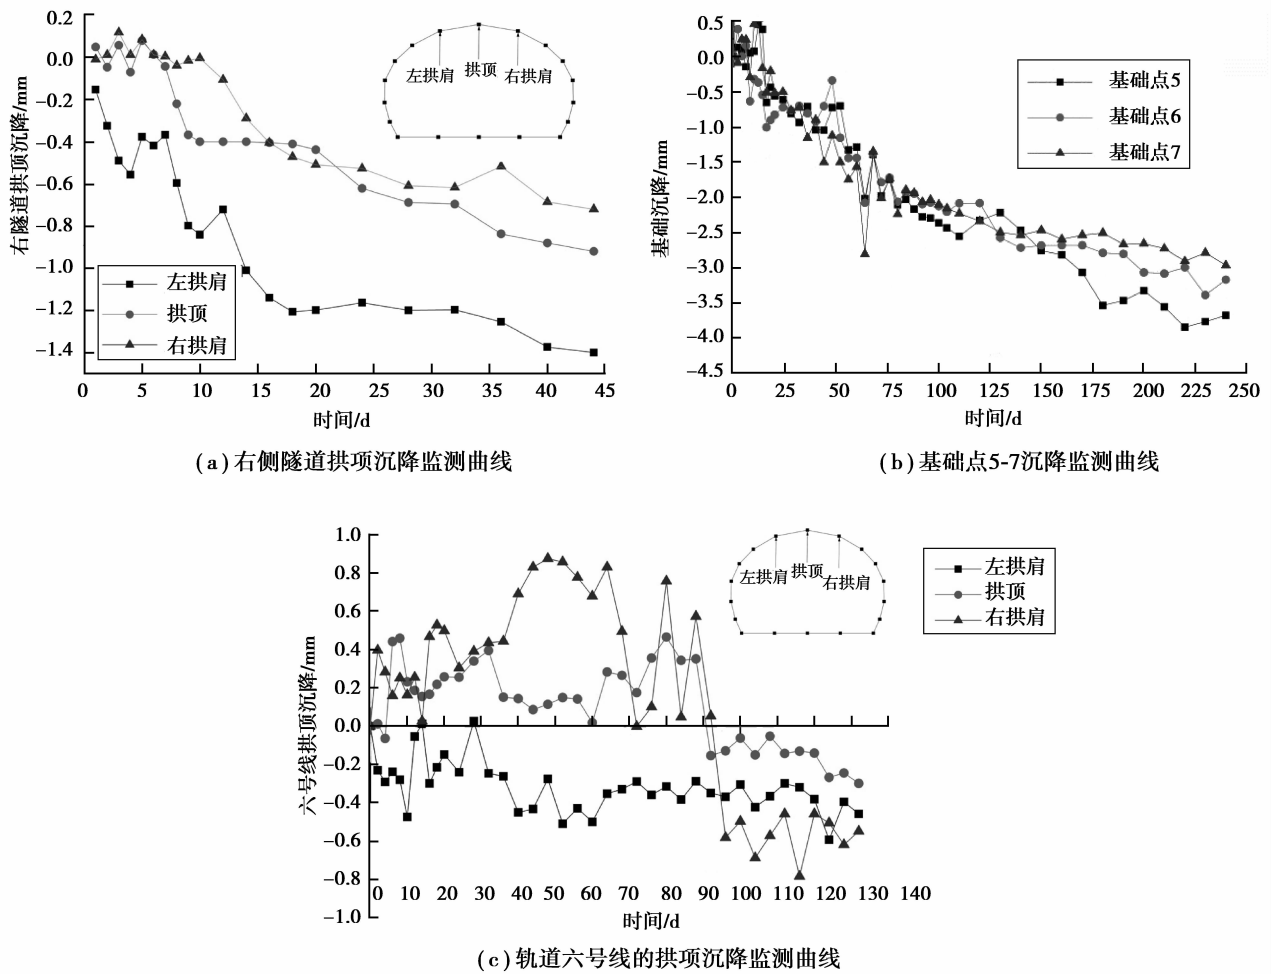 0.2
0.0
−0.2
−0.4
−0.6
−0.8
−1.0
−1.2
−1.4
右隧道拱顶沉降/mm
左拱肩
拱顶
右拱肩
左拱肩
拱顶
右拱肩
0 5 10 15 20 25 30 35 40 45
时间/d
(a)右侧隧道拱项沉降监测曲线
0.5
0.0
−0.5
−1.0
−1.5
−2.0
−2.5
−3.0
−3.5
−4.0
−4.5
基础沉降/mm
基础点5
基础点6
基础点7
0 25 50 75 100 125 150 175 200 225 250
时间/d
(b)基础点5-7沉降监测曲线
1.0
0.8
0.6
0.4
0.2
0.0
−0.2
−0.4
−0.6
−0.8
−1.0
六号线拱顶沉降/mm
左拱肩
拱顶
右拱肩
左拱肩
拱顶
右拱肩
0 10 20 30 40 50 60 70 80 90 100 110 120 130 140
时间/d
(c)轨道六号线的拱项沉降监测曲线